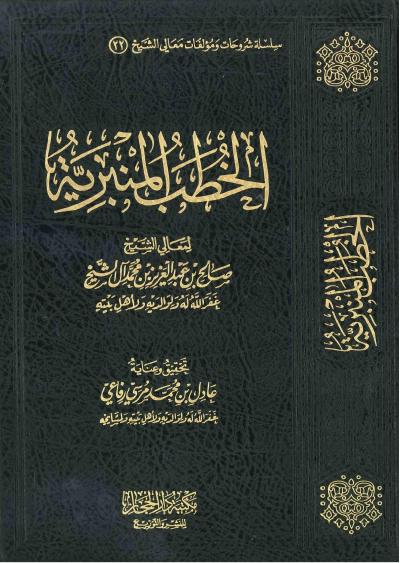 سلسلة شروحات ومؤلفات معالي الشيخ (٢٢)
الخطب المنبرية
لمعالي الشيخ
صالح بن عبد العزيز بن محمد آل الشيخ
غفر الله له ولوالديه ولأهل بيته
تحقيق وعناية
عادل بن محمد مرسي رفاعي
غفر الله له ولوالديه ولأهل بيته ولمشايخه
مكتبة دار الحجاز
للنشر والتوزيع
الخطب المنبرية